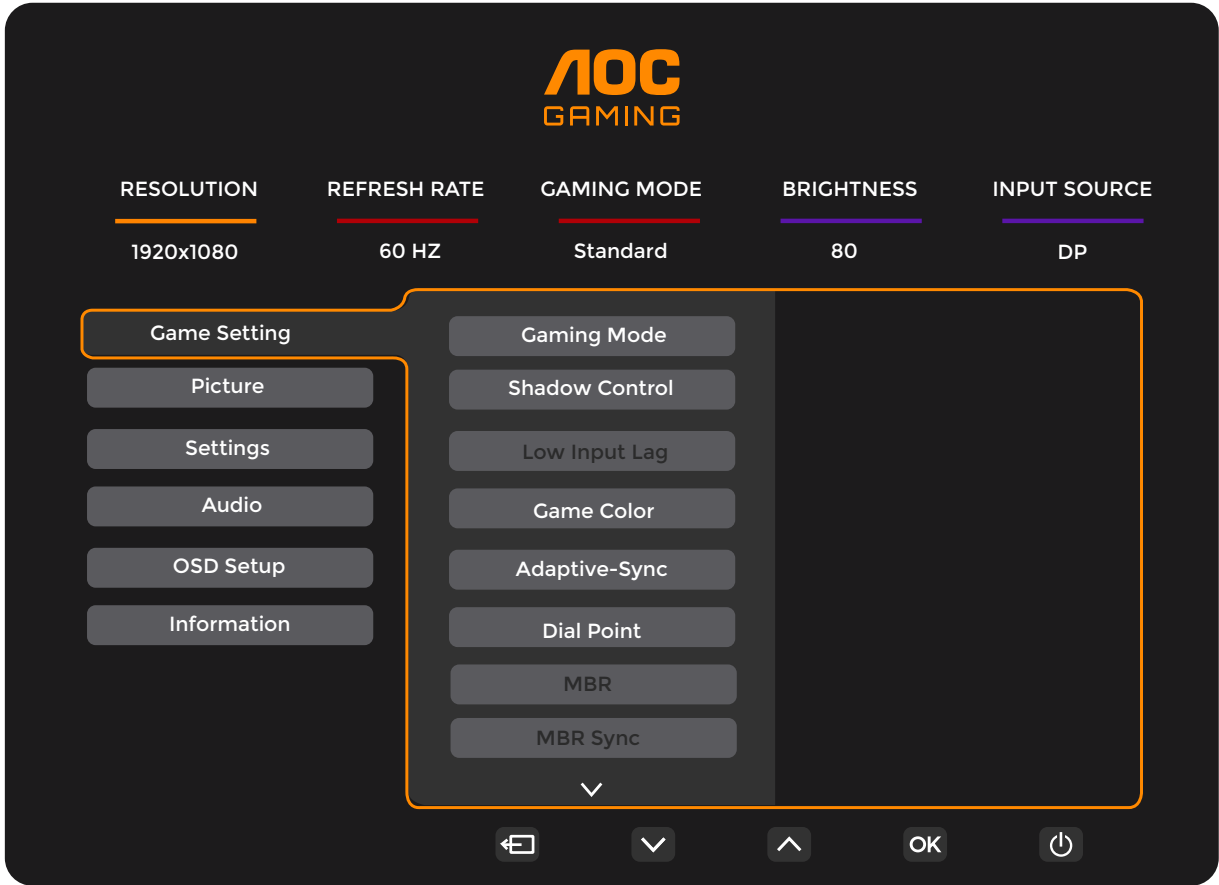 AOC
GAMING
RESOLUTION REFRESH RATE GAMING MODE BRIGHTNESS INPUT SOURCE
1920x1080 60 HZ Standard 80 DP
Game Setting
Picture
Settings
Audio
OSD Setup
Information
Gaming Mode
Shadow Control
Low Input Lag
Game Color
Adaptive-Sync
Dial Point
MBR
MBR Sync
OK